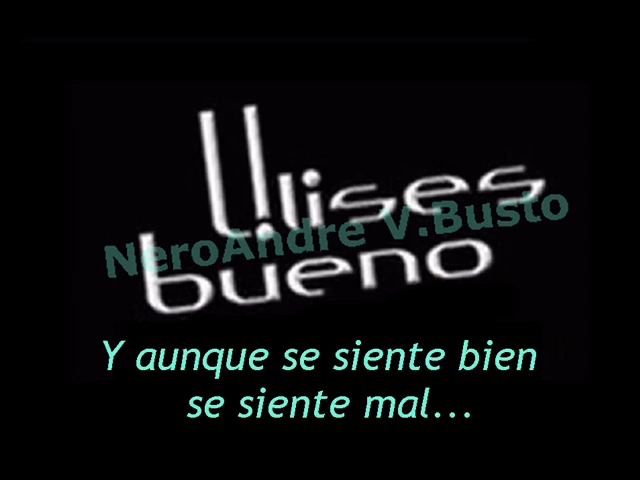 Ulises
NeroAndre V.Busto
bueno
Y aunque se siente bien
se siente mal...